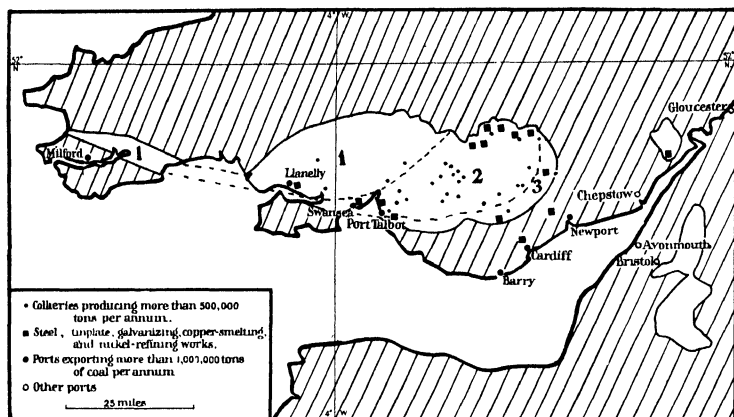 4° W
52° N
52° N
Gloucester
Milford
1
1
2
3
Llanelly
Swansea
Port Talbot
Chepstow
Newport
Cardiff
Barry
Avonmouth
Bristol
Collieries producing more than 500,000
tons per annum.
Steel, tinplate, galvanizing, copper-smelting,
and nickel-refining works.
Ports exporting more than 1,000,000 tons
of coal per annum
Other ports
25 miles
4° W